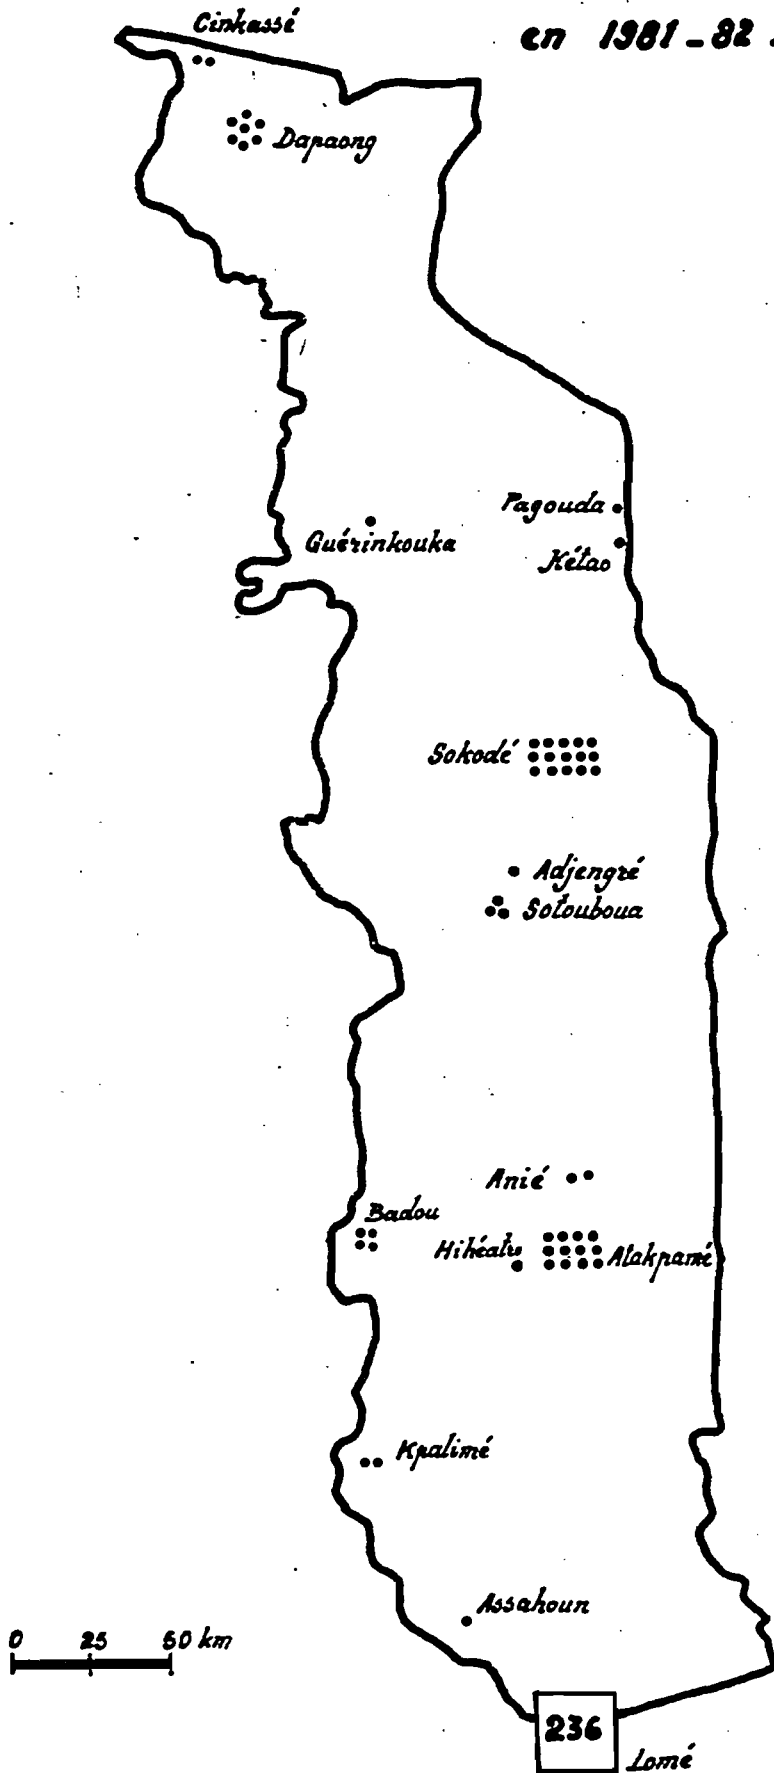 en 1981-82.
Cinkassé
Dapaong
Pagouda
Guérinkouka
Kétao
Sokodé
Adjengré
Sotouboua
Anié
Badou
Hihéatro
Atakpamé
Kpalimé
Assahoun
0 25 50 km
236
Lomé